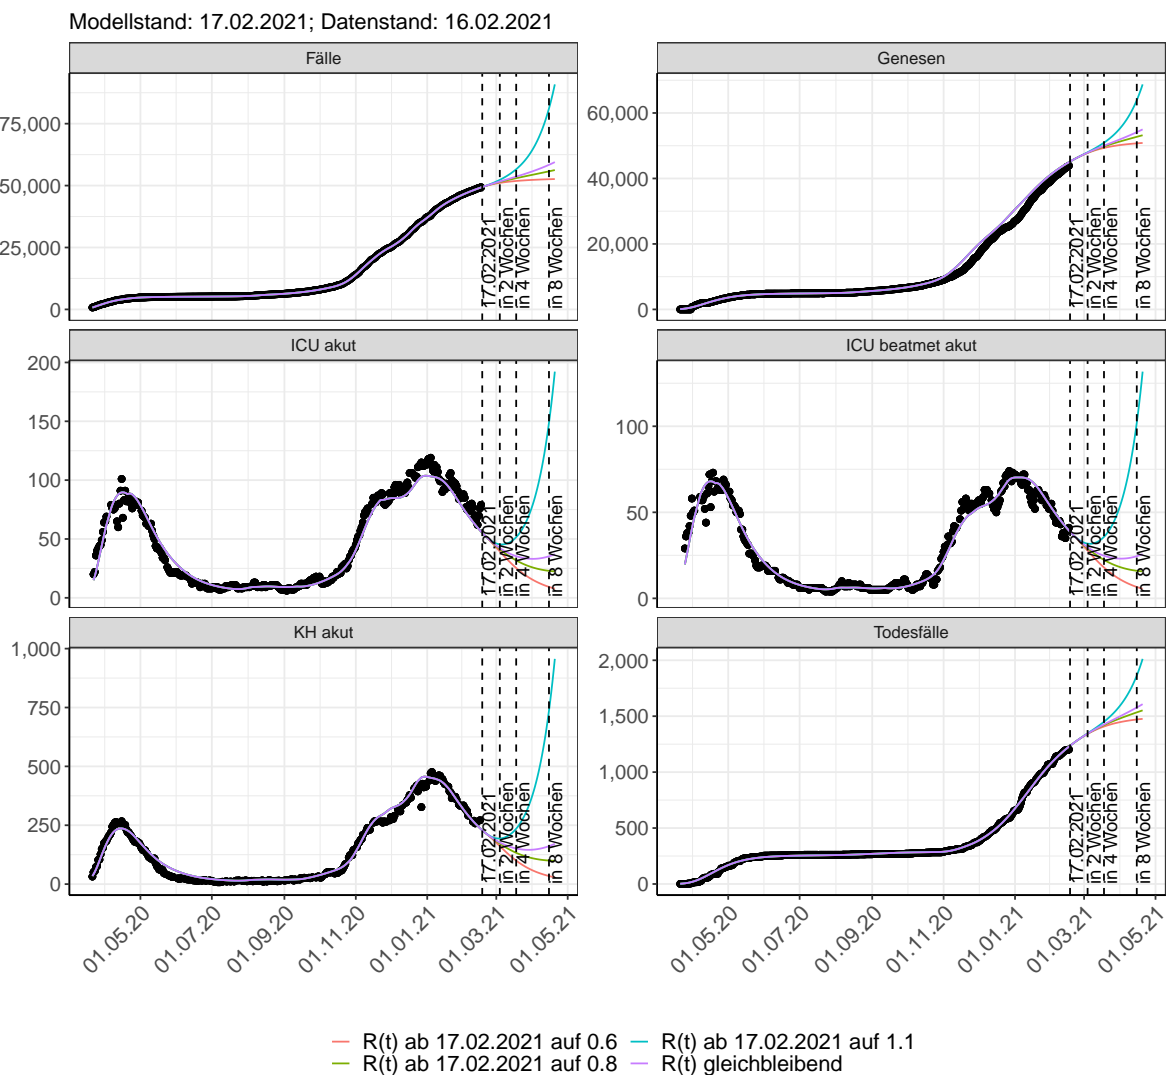 Modellstand: 17.02.2021; Datenstand: 16.02.2021
Fälle
Genesen
75,000
50,000
25,000
0
17.02.2021
in 2 Wochen
in 4 Wochen
in 8 Wochen
60,000
40,000
20,000
0
17.02.2021
in 2 Wochen
in 4 Wochen
in 8 Wochen
ICU akut
ICU beatmet akut
200
150
100
50
0
17.02.2021
in 2 Wochen
in 4 Wochen
in 8 Wochen
100
50
0
17.02.2021
in 2 Wochen
in 4 Wochen
in 8 Wochen
KH akut
Todesfälle
1,000
750
500
250
0
17.02.2021
in 2 Wochen
in 4 Wochen
in 8 Wochen
2,000
1,500
1,000
500
0
17.02.2021
in 2 Wochen
in 4 Wochen
in 8 Wochen
01.05.20
01.07.20
01.09.20
01.11.20
01.01.21
01.03.21
01.05.21
01.05.20
01.07.20
01.09.20
01.11.20
01.01.21
01.03.21
01.05.21
R(t) ab 17.02.2021 auf 0.6
R(t) ab 17.02.2021 auf 1.1
R(t) ab 17.02.2021 auf 0.8
R(t) gleichbleibend